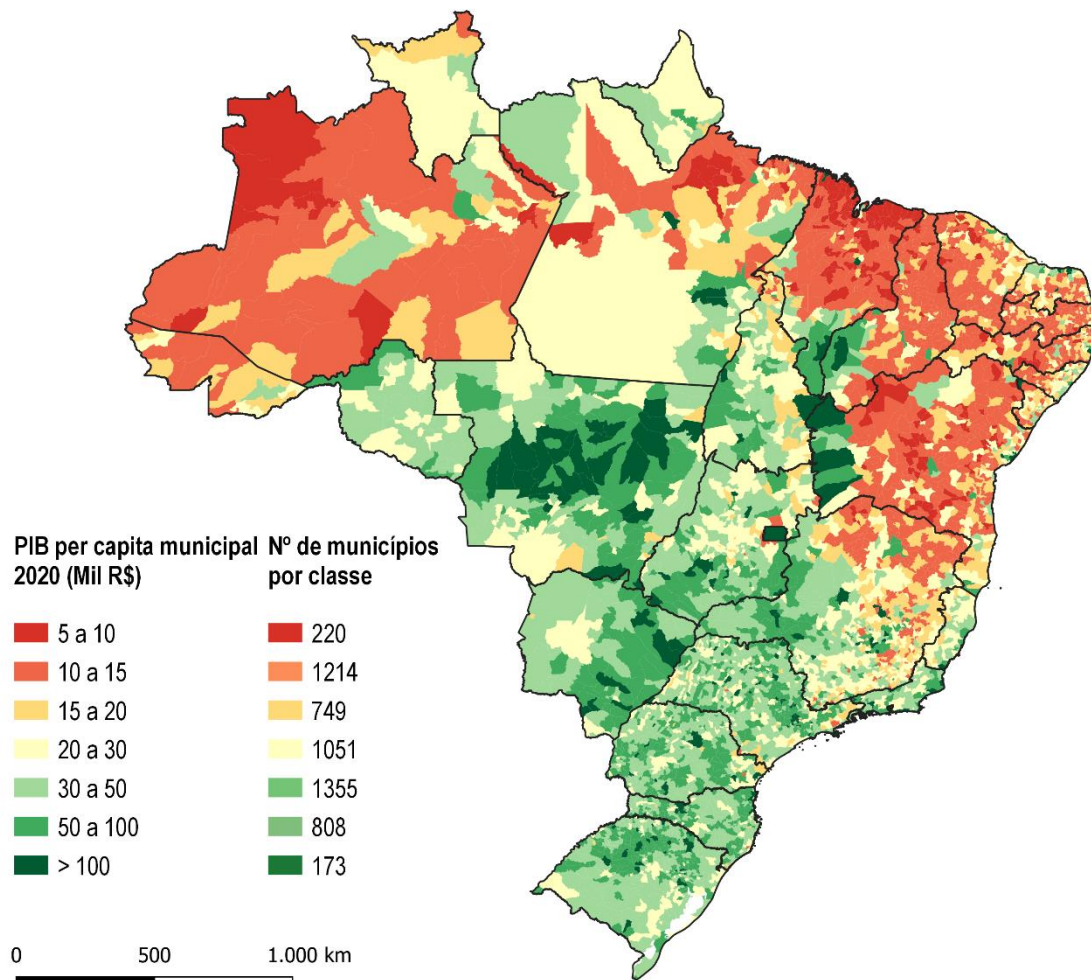 PIB per capita municipal Nº de municípios
2020 (Mil R$) por classe
5 a 10 220
10 a 15 1214
15 a 20 749
20 a 30 1051
30 a 50 1355
50 a 100 808
> 100 173
0 500 1.000 km